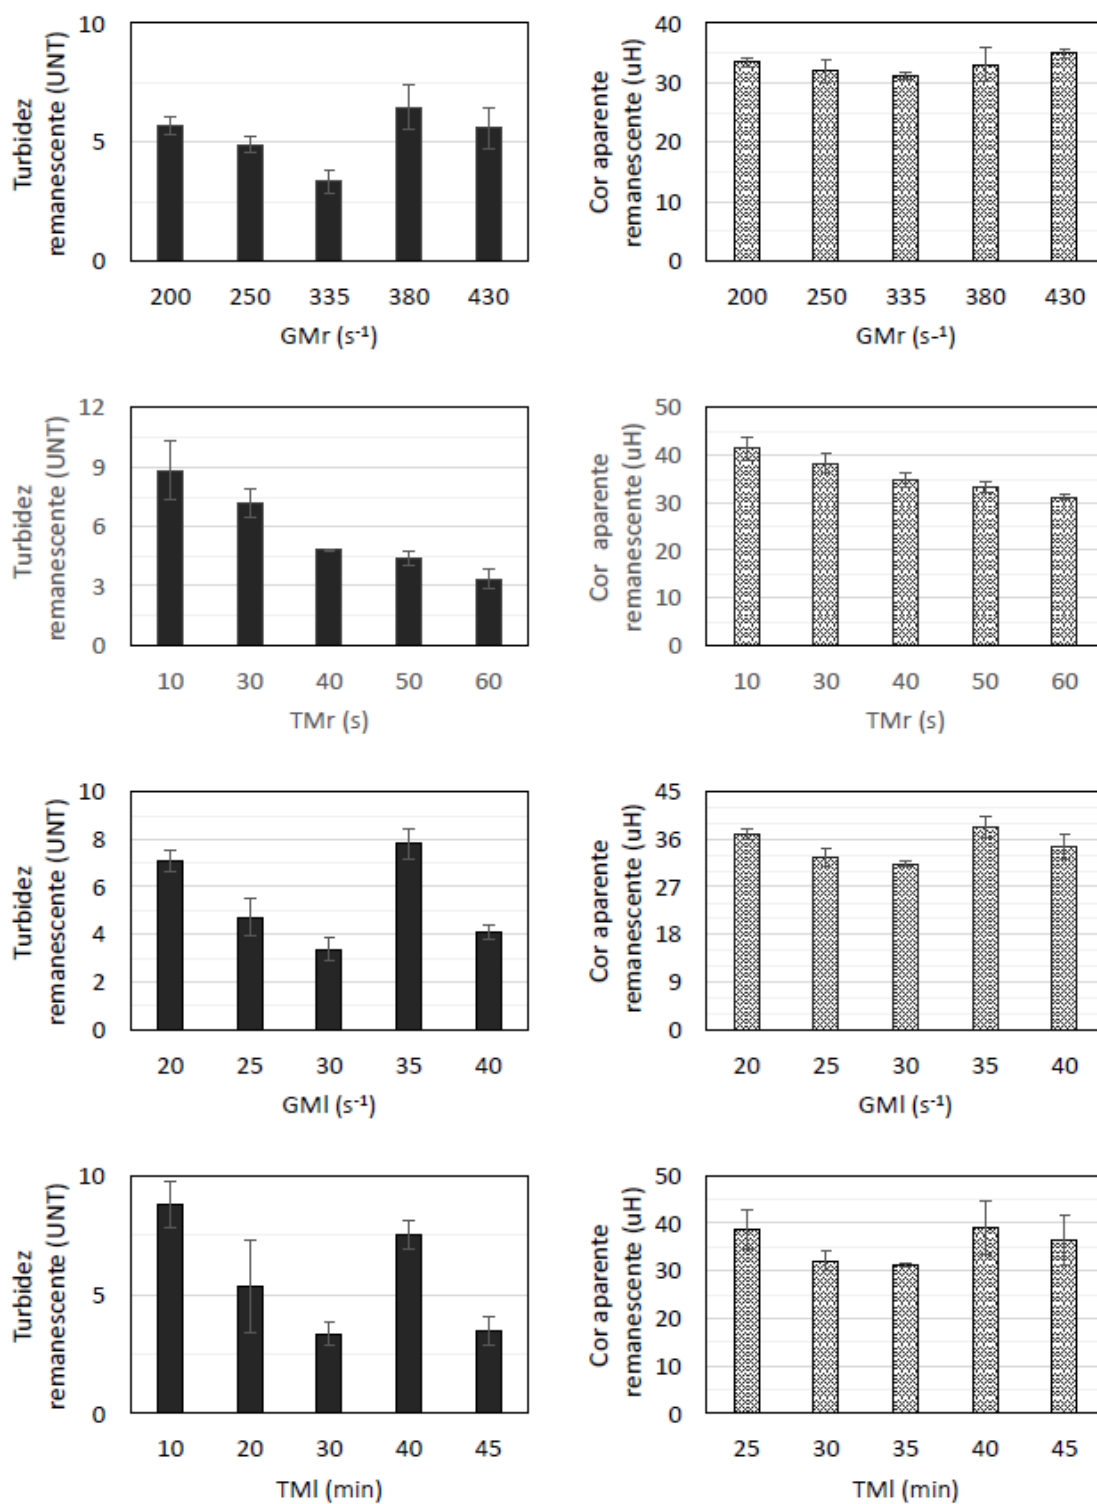 Turbidez
remanescente (UNT)
10
5
0
200 250 335 380 430
GMr (s⁻¹)
Cor aparente
remanescente (uH)
40
30
20
10
0
200 250 335 380 430
GMr (s-¹)
Turbidez
remanescente (UNT)
12
9
6
3
0
10 30 40 50 60
TMr (s)
Cor aparente
remanescente (uH)
50
40
30
20
10
0
10 30 40 50 60
TMr (s)
Turbidez
remanescente (UNT)
10
8
6
4
2
0
20 25 30 35 40
GMl (s⁻¹)
Cor aparente
remanescente (uH)
45
36
27
18
9
0
20 25 30 35 40
GMl (s⁻¹)
Turbidez
remanescente (UNT)
10
5
0
10 20 30 40 45
TMl (min)
Cor aparente
remanescente (uH)
50
40
30
20
10
0
25 30 35 40 45
TMl (min)